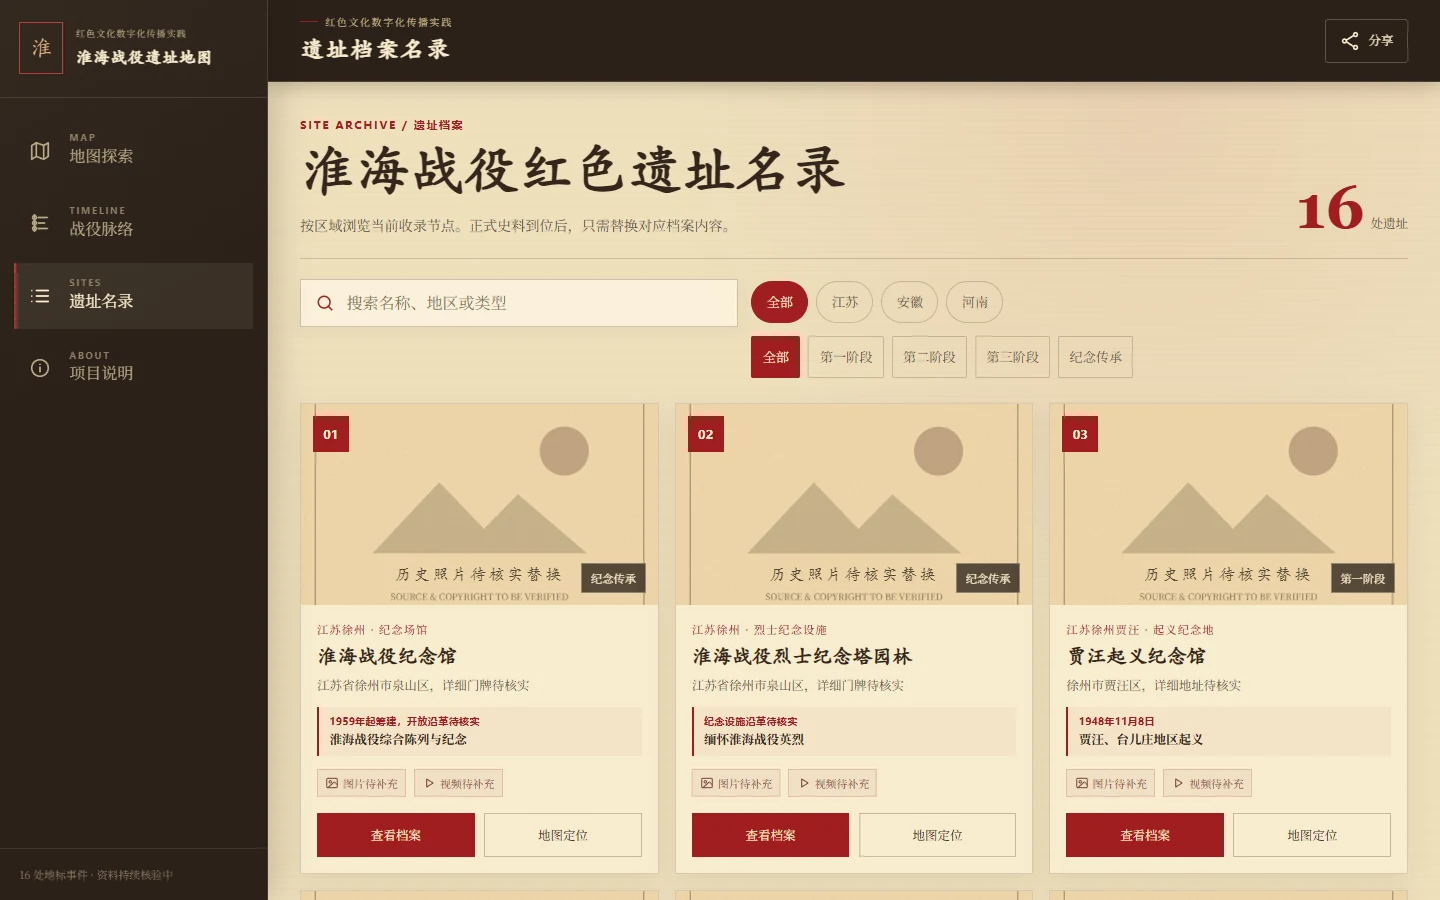 淮
红色文化数字化传播实践
淮海战役遗址地图
MAP
地图探索
TIMELINE
战役脉络
SITES
遗址名录
ABOUT
项目说明
16 处地标事件 · 资料持续核验中
红色文化数字化传播实践
遗址档案名录
分享
SITE ARCHIVE / 遗址档案
淮海战役红色遗址名录
按区域浏览当前收录节点。正式史料到位后，只需替换对应档案内容。
16 处遗址
搜索名称、地区或类型
全部 江苏 安徽 河南
全部 第一阶段 第二阶段 第三阶段 纪念传承
01
历史照片待核实替换
SOURCE & COPYRIGHT TO BE VERIFIED
纪念传承
江苏徐州 · 纪念场馆
淮海战役纪念馆
江苏省徐州市泉山区，详细门牌待核实
1959年起筹建，开放沿革待核实
淮海战役综合陈列与纪念
图片待补充 视频待补充
查看档案 地图定位
02
历史照片待核实替换
SOURCE & COPYRIGHT TO BE VERIFIED
纪念传承
江苏徐州 · 烈士纪念设施
淮海战役烈士纪念塔园林
江苏省徐州市泉山区，详细门牌待核实
纪念设施沿革待核实
缅怀淮海战役英烈
图片待补充 视频待补充
查看档案 地图定位
03
历史照片待核实替换
SOURCE & COPYRIGHT TO BE VERIFIED
第一阶段
江苏徐州贾汪 · 起义纪念地
贾汪起义纪念馆
徐州市贾汪区，详细地址待核实
1948年11月8日
贾汪、台儿庄地区起义
图片待补充 视频待补充
查看档案 地图定位